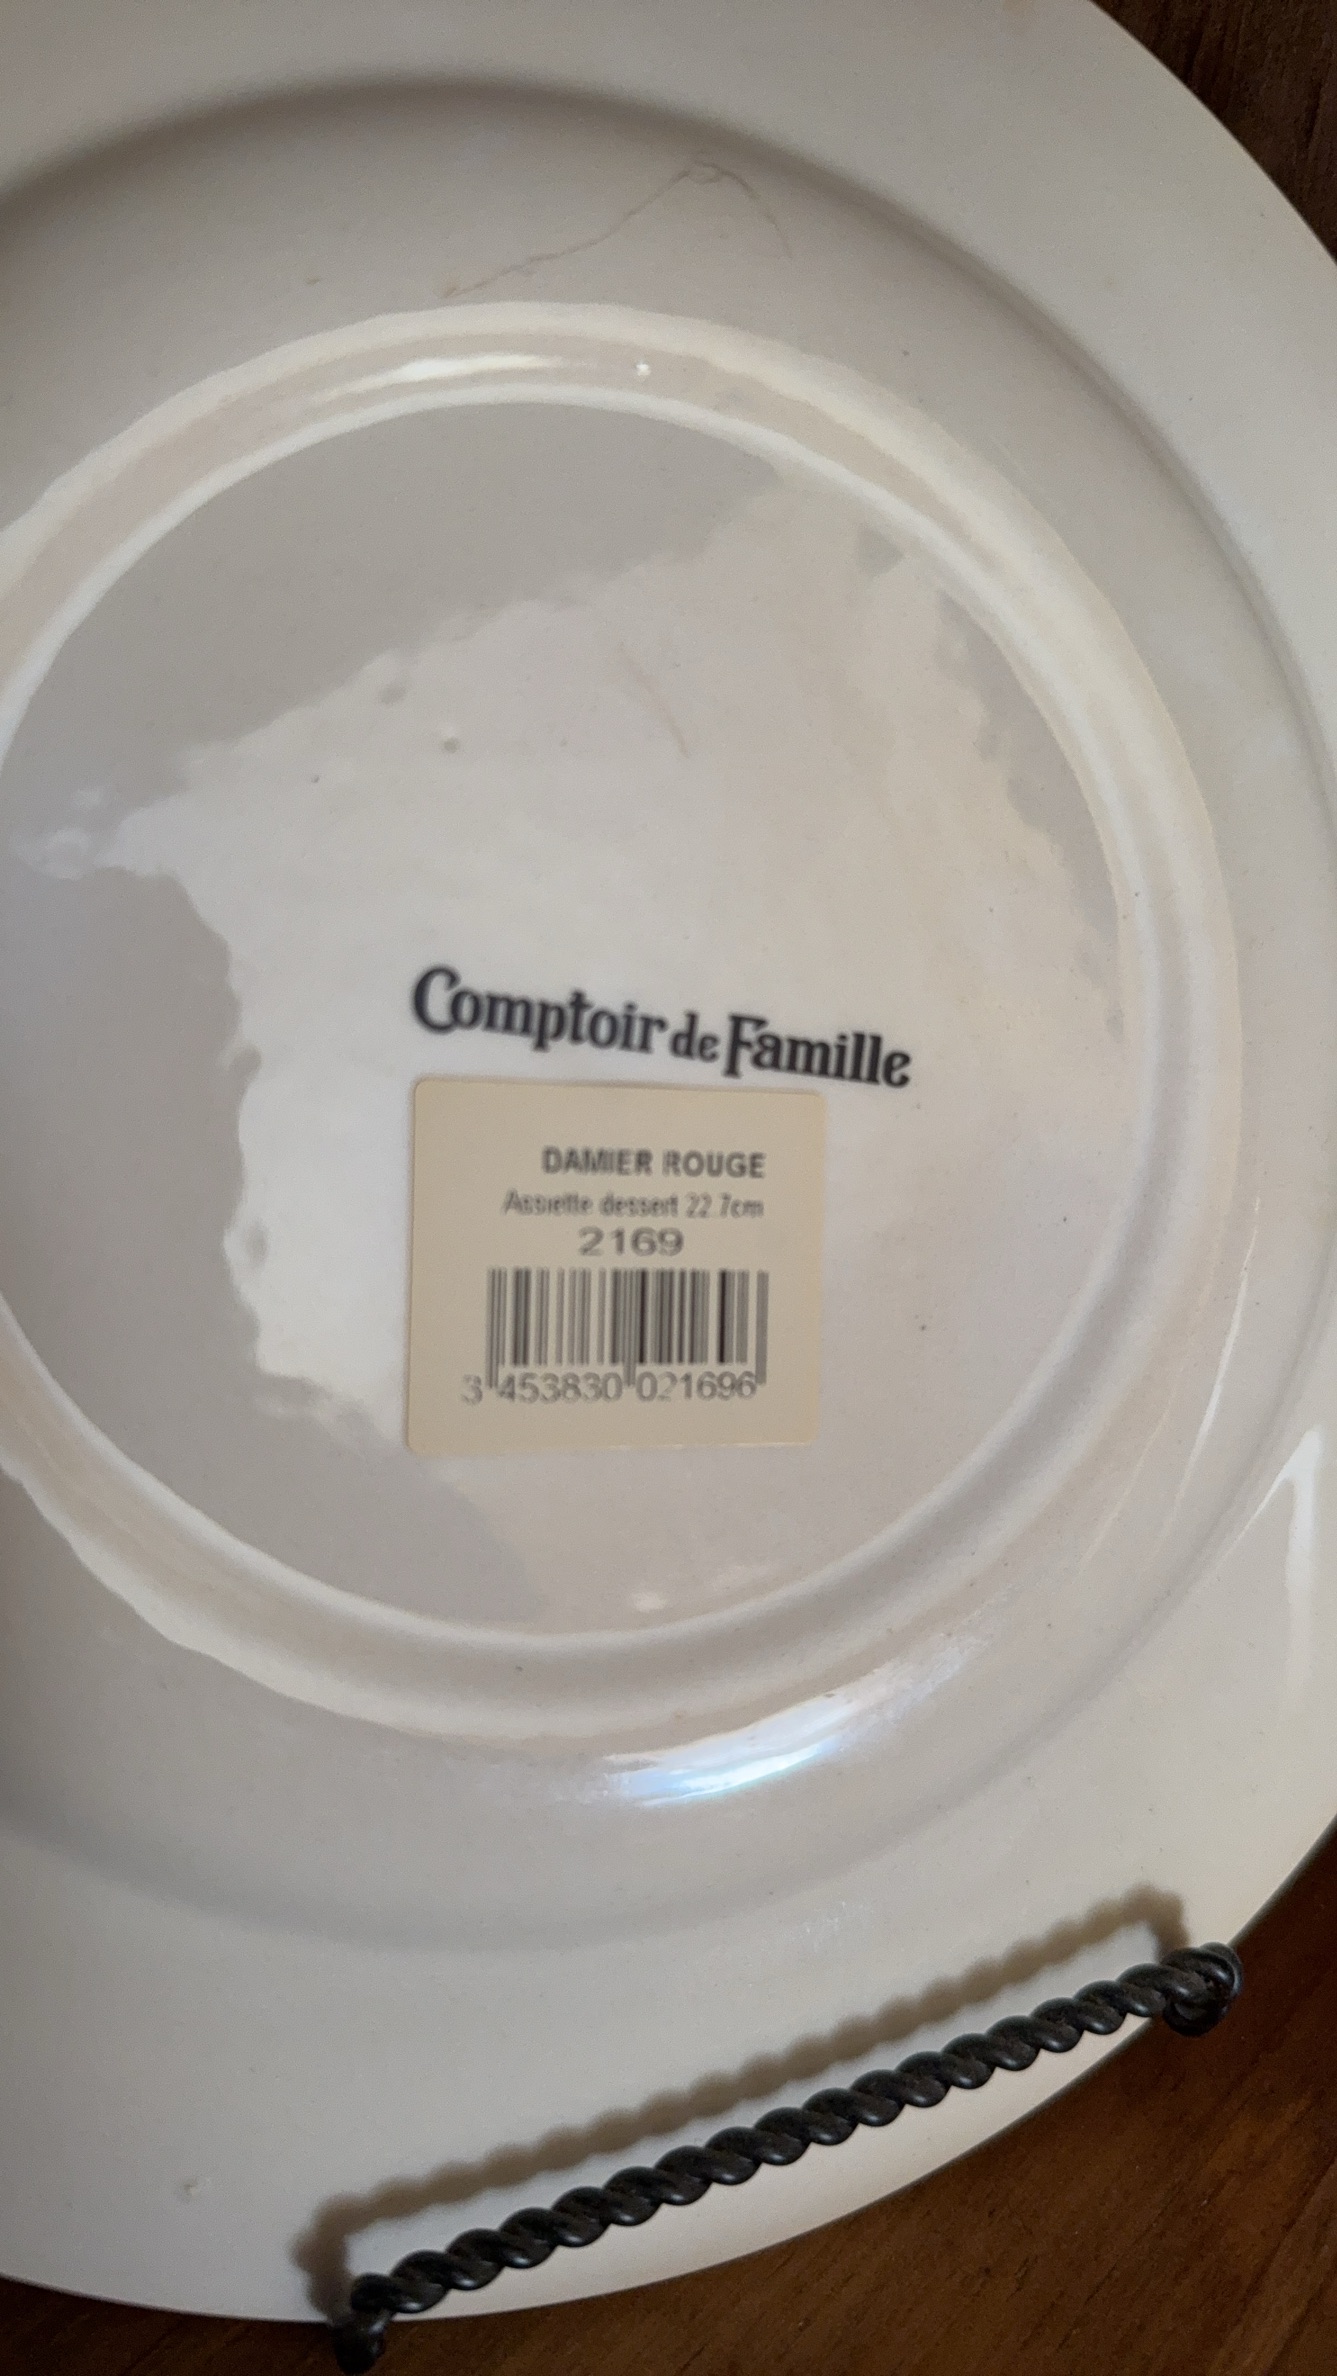 Comptoir de Famille
DAMIER ROUGE
Assiette dessert 22.7cm
2169
3 453830 021696